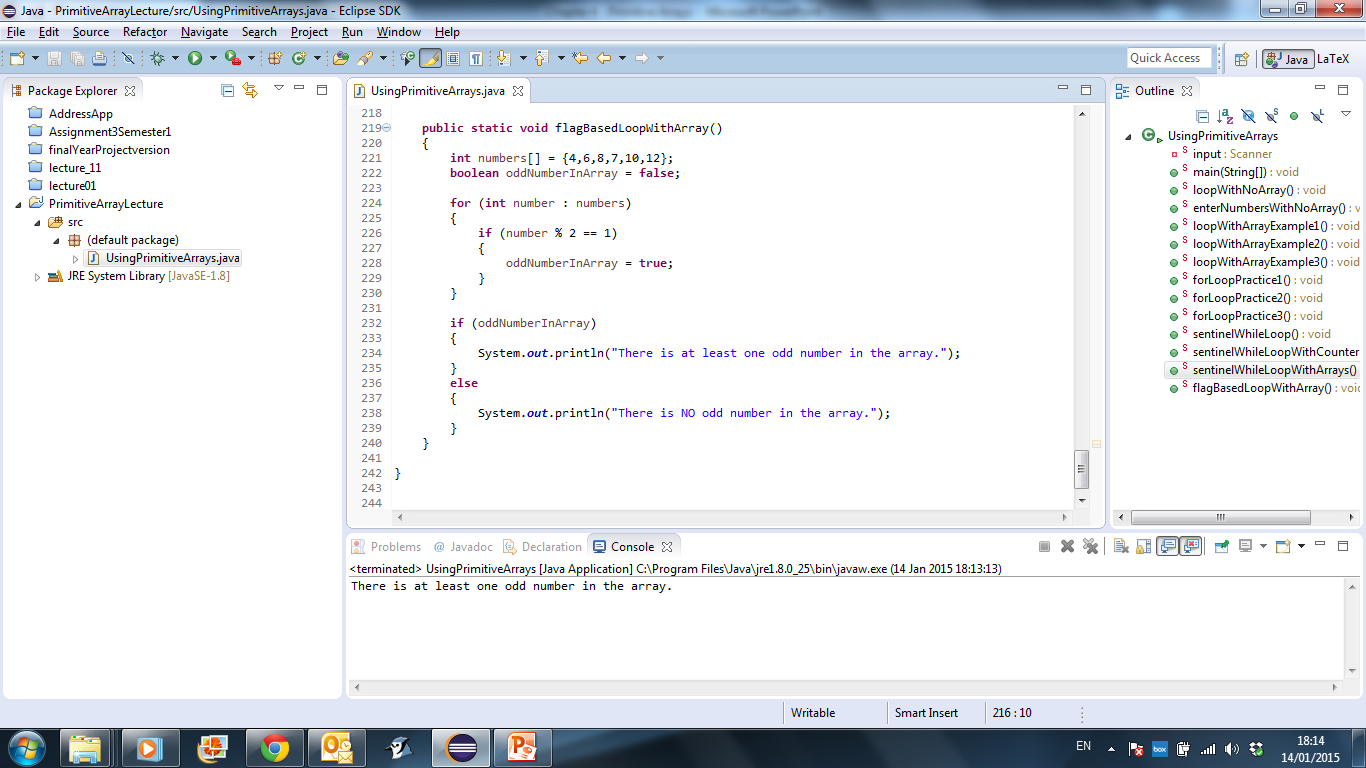 Java - PrimitiveArrayLecture/src/UsingPrimitiveArrays.java - Eclipse SDK
File Edit Source Refactor Navigate Search Project Run Window Help
Quick Access
Java
LaTeX
Package Explorer
AddressApp
Assignment3Semester1
finalYearProjectversion
lecture_11
lecture01
PrimitiveArrayLecture
src
(default package)
UsingPrimitiveArrays.java
JRE System Library [JavaSE-1.8]
UsingPrimitiveArrays.java
218
219 public static void flagBasedLoopWithArray()
220 {
221 int numbers[] = {4,6,8,7,10,12};
222 boolean oddNumberInArray = false;
223
224 for (int number : numbers)
225 {
226 if (number % 2 == 1)
227 {
228 oddNumberInArray = true;
229 }
230 }
231
232 if (oddNumberInArray)
233 {
234 System.out.println("There is at least one odd number in the array.");
235 }
236 else
237 {
238 System.out.println("There is NO odd number in the array.");
239 }
240 }
241
242 }
243
244
Outline
UsingPrimitiveArrays
input : Scanner
main(String[]) : void
loopWithNoArray() : void
enterNumbersWithNoArray() : v
loopWithArrayExample1() : void
loopWithArrayExample2() : void
loopWithArrayExample3() : void
forLoopPractice1() : void
forLoopPractice2() : void
forLoopPractice3() : void
sentinelWhileLoop() : void
sentinelWhileLoopWithCounter
sentinelWhileLoopWithArrays()
flagBasedLoopWithArray() : voi
Problems @ Javadoc Declaration Console
<terminated> UsingPrimitiveArrays [Java Application] C:\Program Files\Java\jre1.8.0_25\bin\javaw.exe (14 Jan 2015 18:13:13)
There is at least one odd number in the array.
Writable Smart Insert 216 : 10
EN
box
18:14
14/01/2015